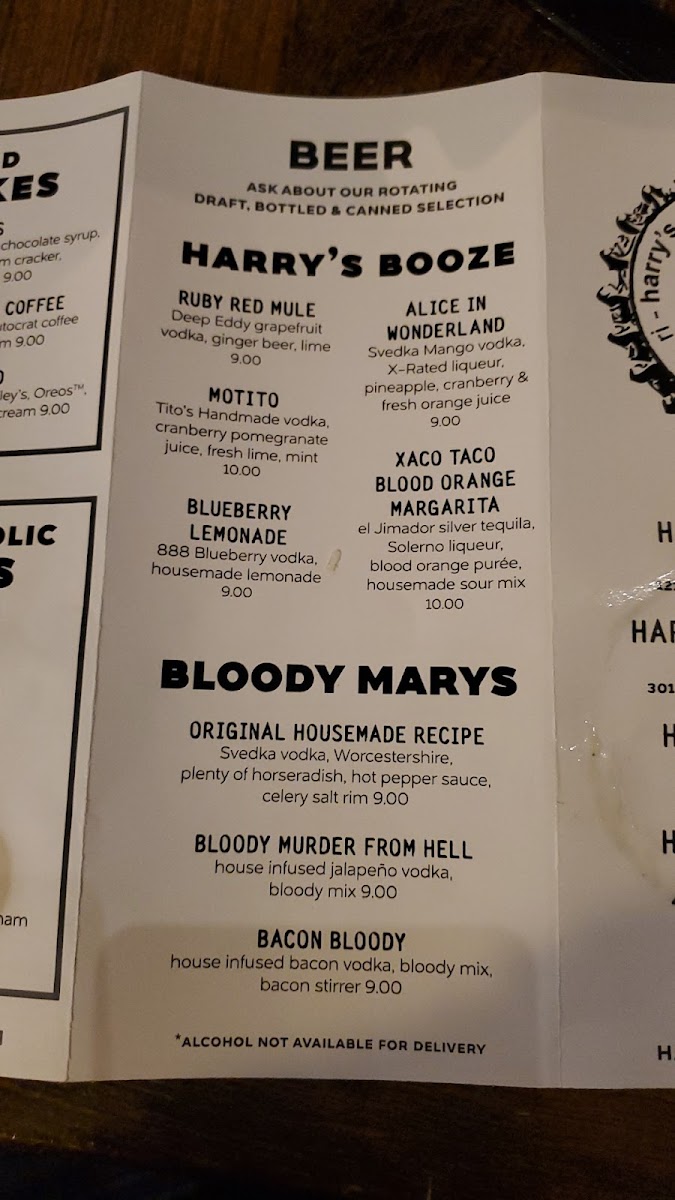 D
KES
S
chocolate syrup,
m cracker,
9.00
COFFEE
utocrat coffee
m 9.00
ley's, Oreos™,
cream 9.00
OLIC
S
ham
BEER
ASK ABOUT OUR ROTATING
DRAFT, BOTTLED & CANNED SELECTION
HARRY'S BOOZE
RUBY RED MULE
Deep Eddy grapefruit
vodka, ginger beer, lime
9.00
MOTITO
Tito's Handmade vodka,
cranberry pomegranate
juice, fresh lime, mint
10.00
BLUEBERRY
LEMONADE
888 Blueberry vodka,
housemade lemonade
9.00
ALICE IN
WONDERLAND
Svedka Mango vodka,
X-Rated liqueur,
pineapple, cranberry &
fresh orange juice
9.00
XACO TACO
BLOOD ORANGE
MARGARITA
el Jimador silver tequila,
Solerno liqueur,
blood orange purée,
housemade sour mix
10.00
BLOODY MARYS
ORIGINAL HOUSEMADE RECIPE
Svedka vodka, Worcestershire,
plenty of horseradish, hot pepper sauce,
celery salt rim 9.00
BLOODY MURDER FROM HELL
house infused jalapeño vodka,
bloody mix 9.00
BACON BLOODY
house infused bacon vodka, bloody mix,
bacon stirrer 9.00
*ALCOHOL NOT AVAILABLE FOR DELIVERY
ri - harry's
H
HAR
301
H
H
H